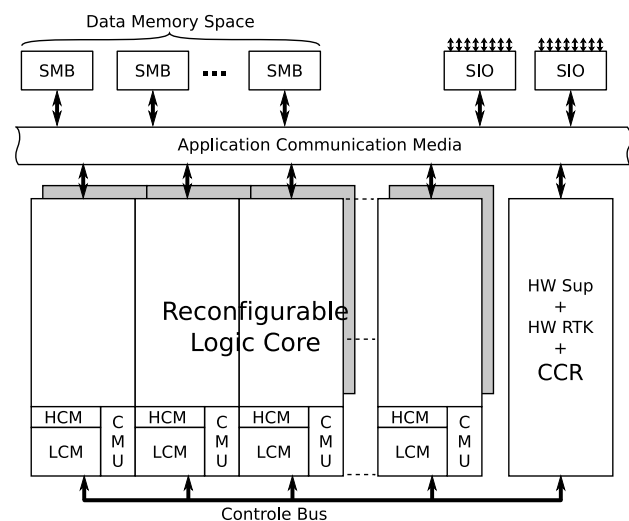 Data Memory Space
SMB
SMB
...
SMB
SIO
SIO
Application Communication Media
Reconfigurable
Logic Core
HW Sup
+
HW RTK
+
CCR
HCM
LCM
C
M
U
HCM
LCM
C
M
U
HCM
LCM
C
M
U
HCM
LCM
C
M
U
Controle Bus